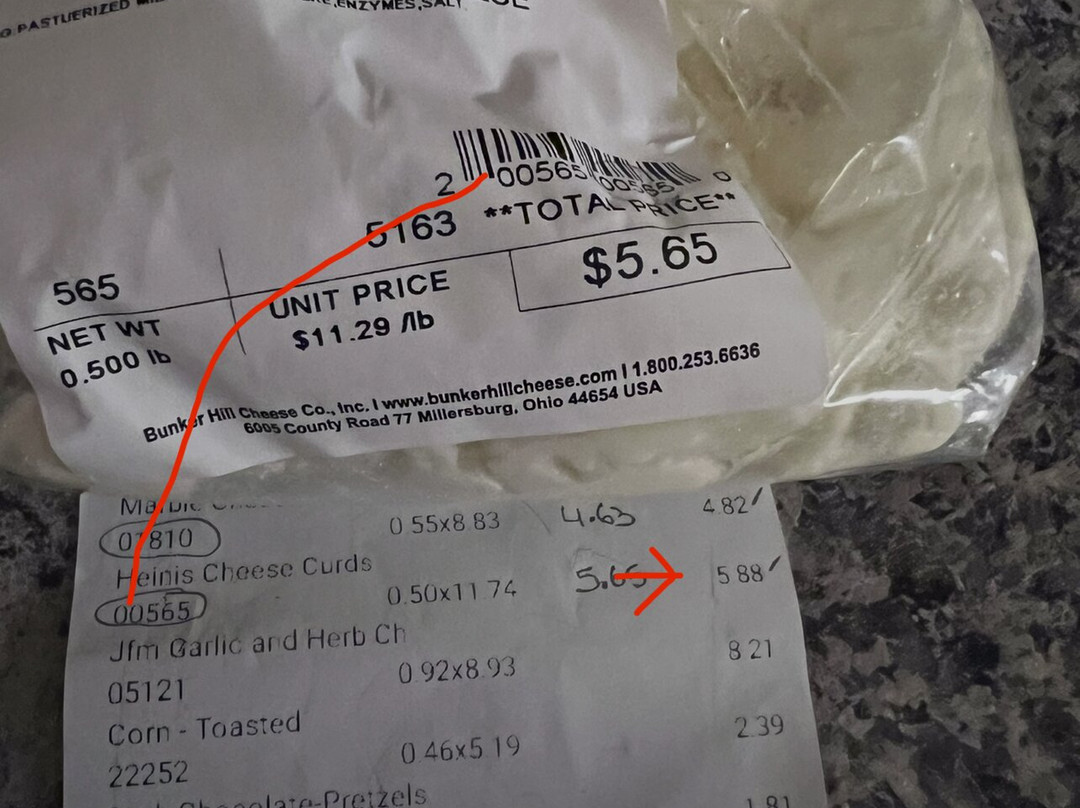 PASTUERIZED
ENZYMES,SALT
2 00565 00565 0
5163 **TOTAL PRICE**
565
$5.65
NET WT
0.500 lb
UNIT PRICE
$11.29 /lb
Bunker Hill Cheese Co., Inc. I www.bunkerhillcheese.com I 1.800.253.6636
6005 County Road 77 Millersburg, Ohio 44654 USA
0.55x8.83 4.63 4.82
01810
Heinis Cheese Curds
0.50x11.74 5.65 5.88
00565
Jfm Garlic and Herb Ch
0.92x8.93 8.21
05121
Corn - Toasted
0.46x5.19 2.39
22252
Chocolate-Pretzels
1.81